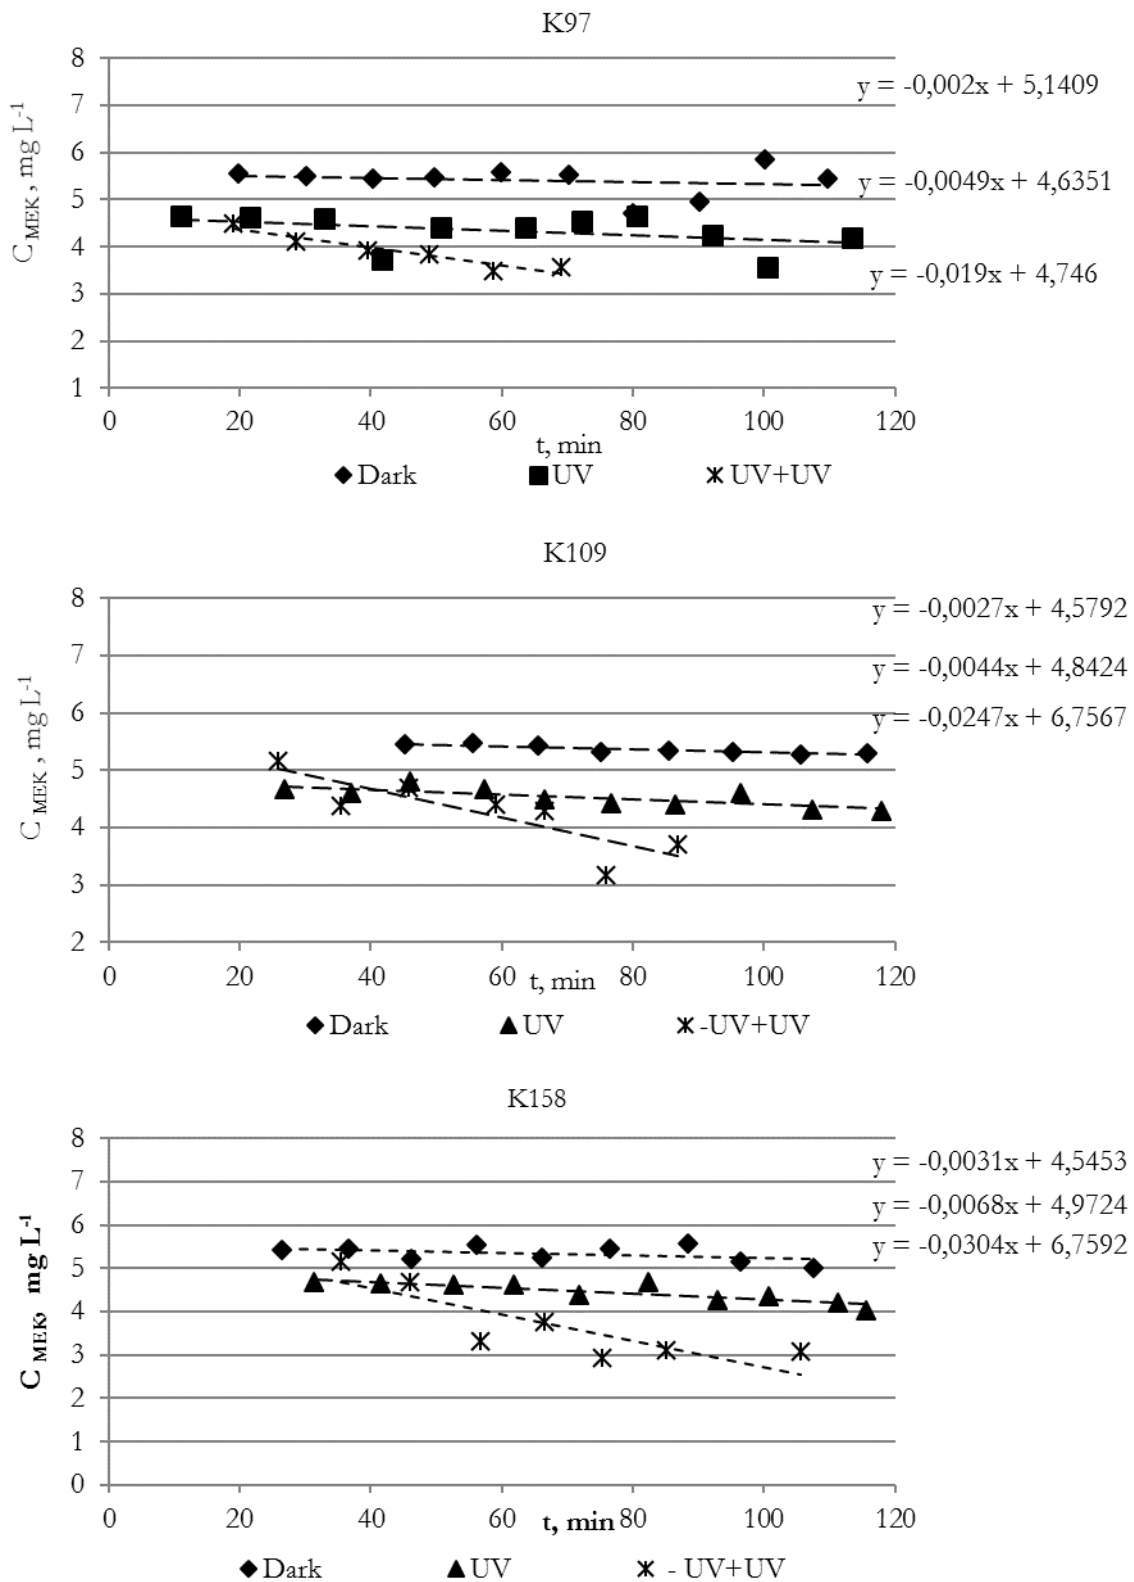 K97
8
7
6
5
4
3
2
1
C MEK , mg L-1
y = -0,002x + 5,1409
y = -0,0049x + 4,6351
y = -0,019x + 4,746
0 20 40 60 80 100 120
t, min
Dark UV UV+UV
K109
8
7
6
5
4
3
2
C MEK , mg L-1
y = -0,0027x + 4,5792
y = -0,0044x + 4,8424
y = -0,0247x + 6,7567
0 20 40 60 80 100 120
t, min
Dark UV -UV+UV
K158
8
7
6
5
4
3
2
1
0
C MEK, mg L-1
y = -0,0031x + 4,5453
y = -0,0068x + 4,9724
y = -0,0304x + 6,7592
0 20 40 60 80 100 120
t, min
Dark UV - UV+UV